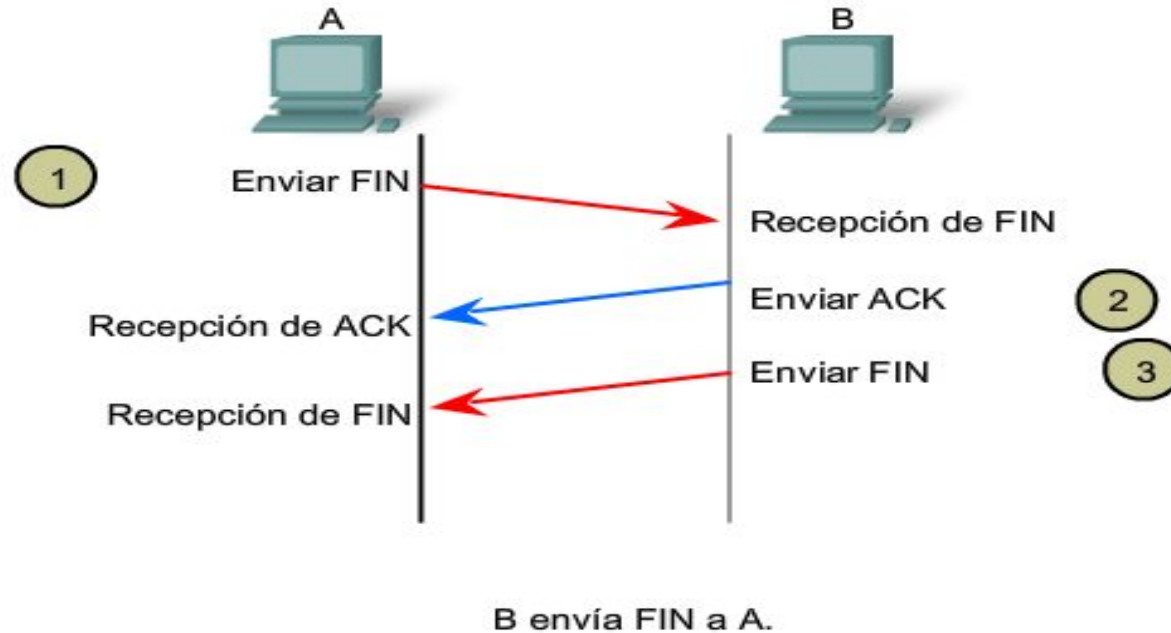 A
B
1
Enviar FIN
Recepción de FIN
Enviar ACK
2
Recepción de ACK
Enviar FIN
3
Recepción de FIN
B envía FIN a A.